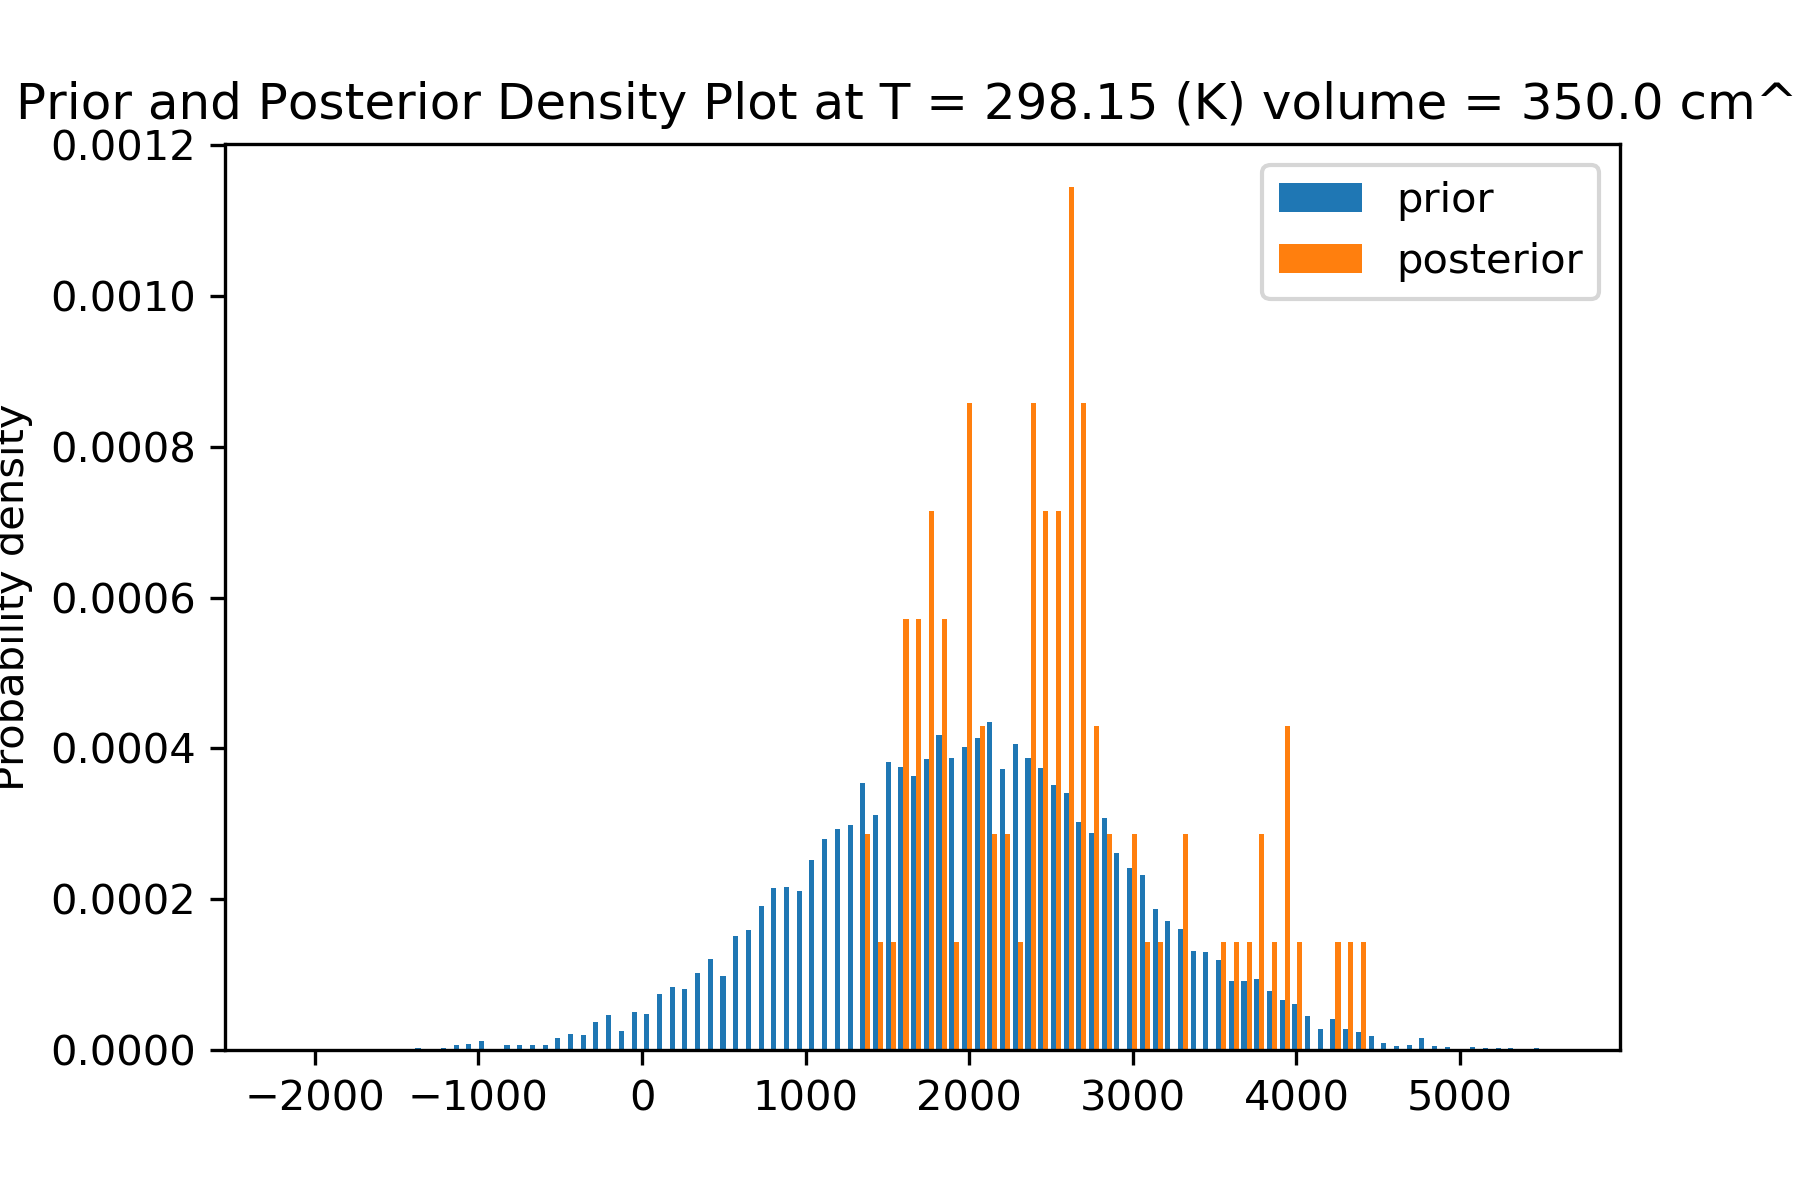 Prior and Posterior Density Plot at T = 298.15 (K) volume = 350.0 cm^
prior
posterior
Probability density
0.0012
0.0010
0.0008
0.0006
0.0004
0.0002
0.0000
−2000 −1000 0 1000 2000 3000 4000 5000